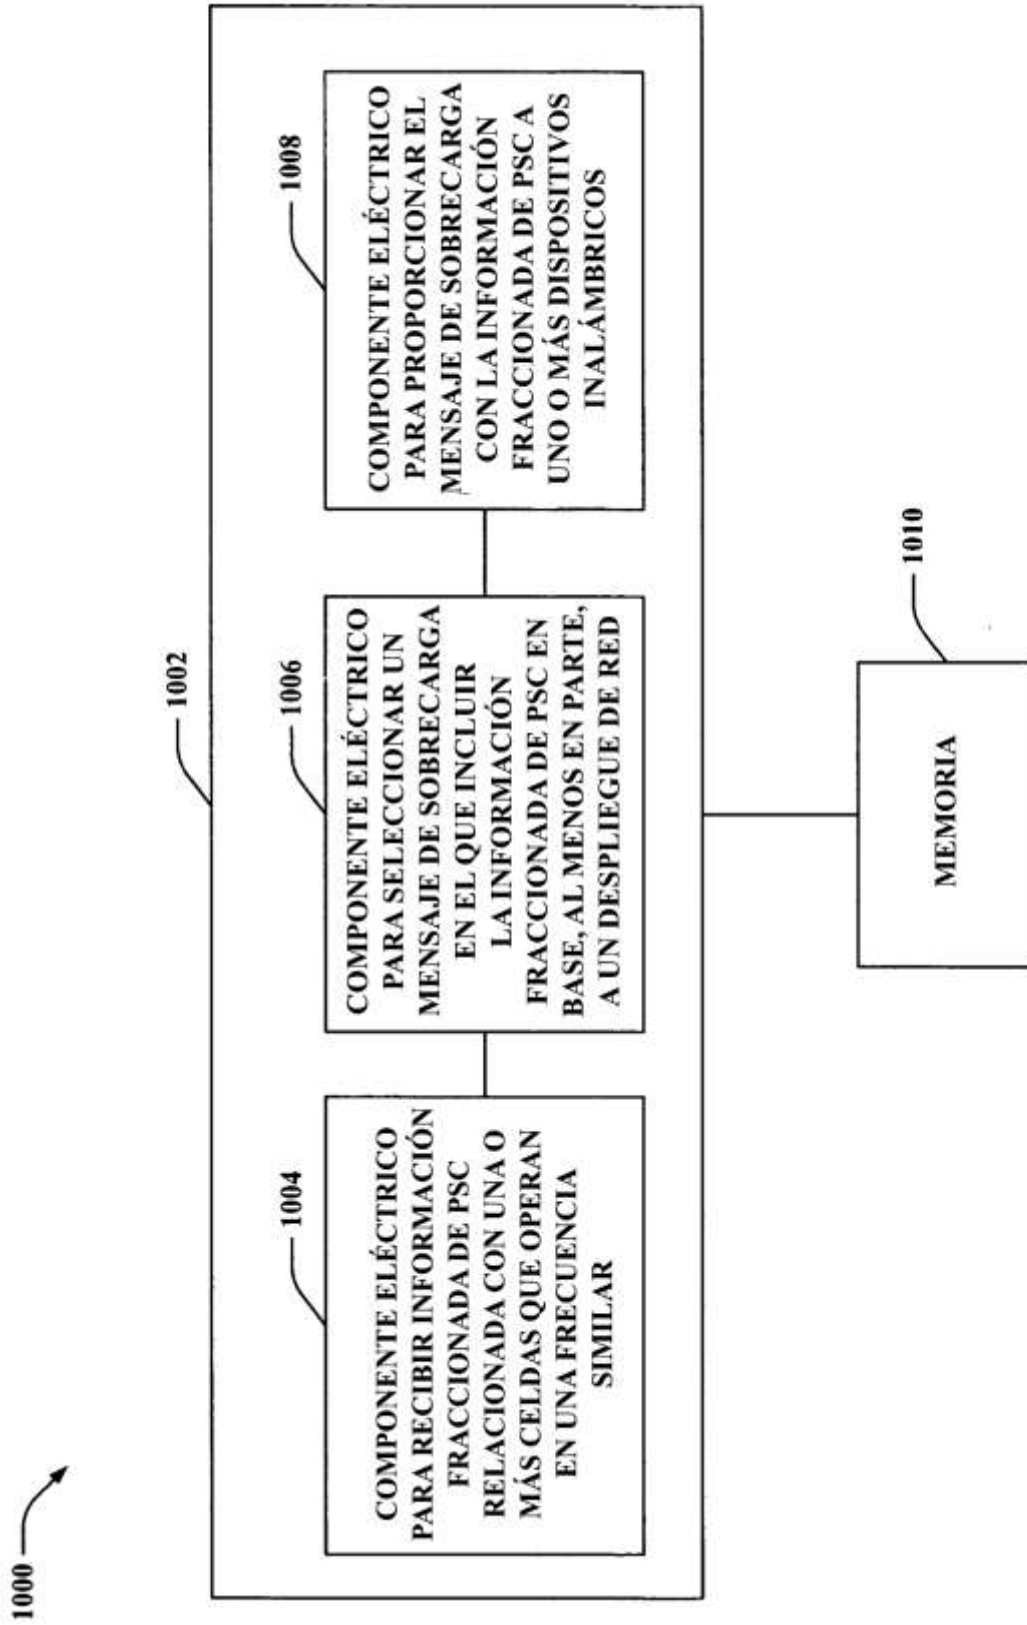 1000
1002
1004
COMPONENTE ELÉCTRICO
PARA RECIBIR INFORMACIÓN
FRACCIONADA DE PSC
RELACIONADA CON UNA O
MÁS CELDAS QUE OPERAN
EN UNA FRECUENCIA
SIMILAR
1006
COMPONENTE ELÉCTRICO
PARA SELECCIONAR UN
MENSAJE DE SOBRECARGA
EN EL QUE INCLUIR
LA INFORMACIÓN
FRACCIONADA DE PSC EN
BASE, AL MENOS EN PARTE,
A UN DESPLIEGUE DE RED
1008
COMPONENTE ELÉCTRICO
PARA PROPORCIONAR EL
MENSAJE DE SOBRECARGA
CON LA INFORMACIÓN
FRACCIONADA DE PSC A
UNO O MÁS DISPOSITIVOS
INALÁMBRICOS
1010
MEMORIA